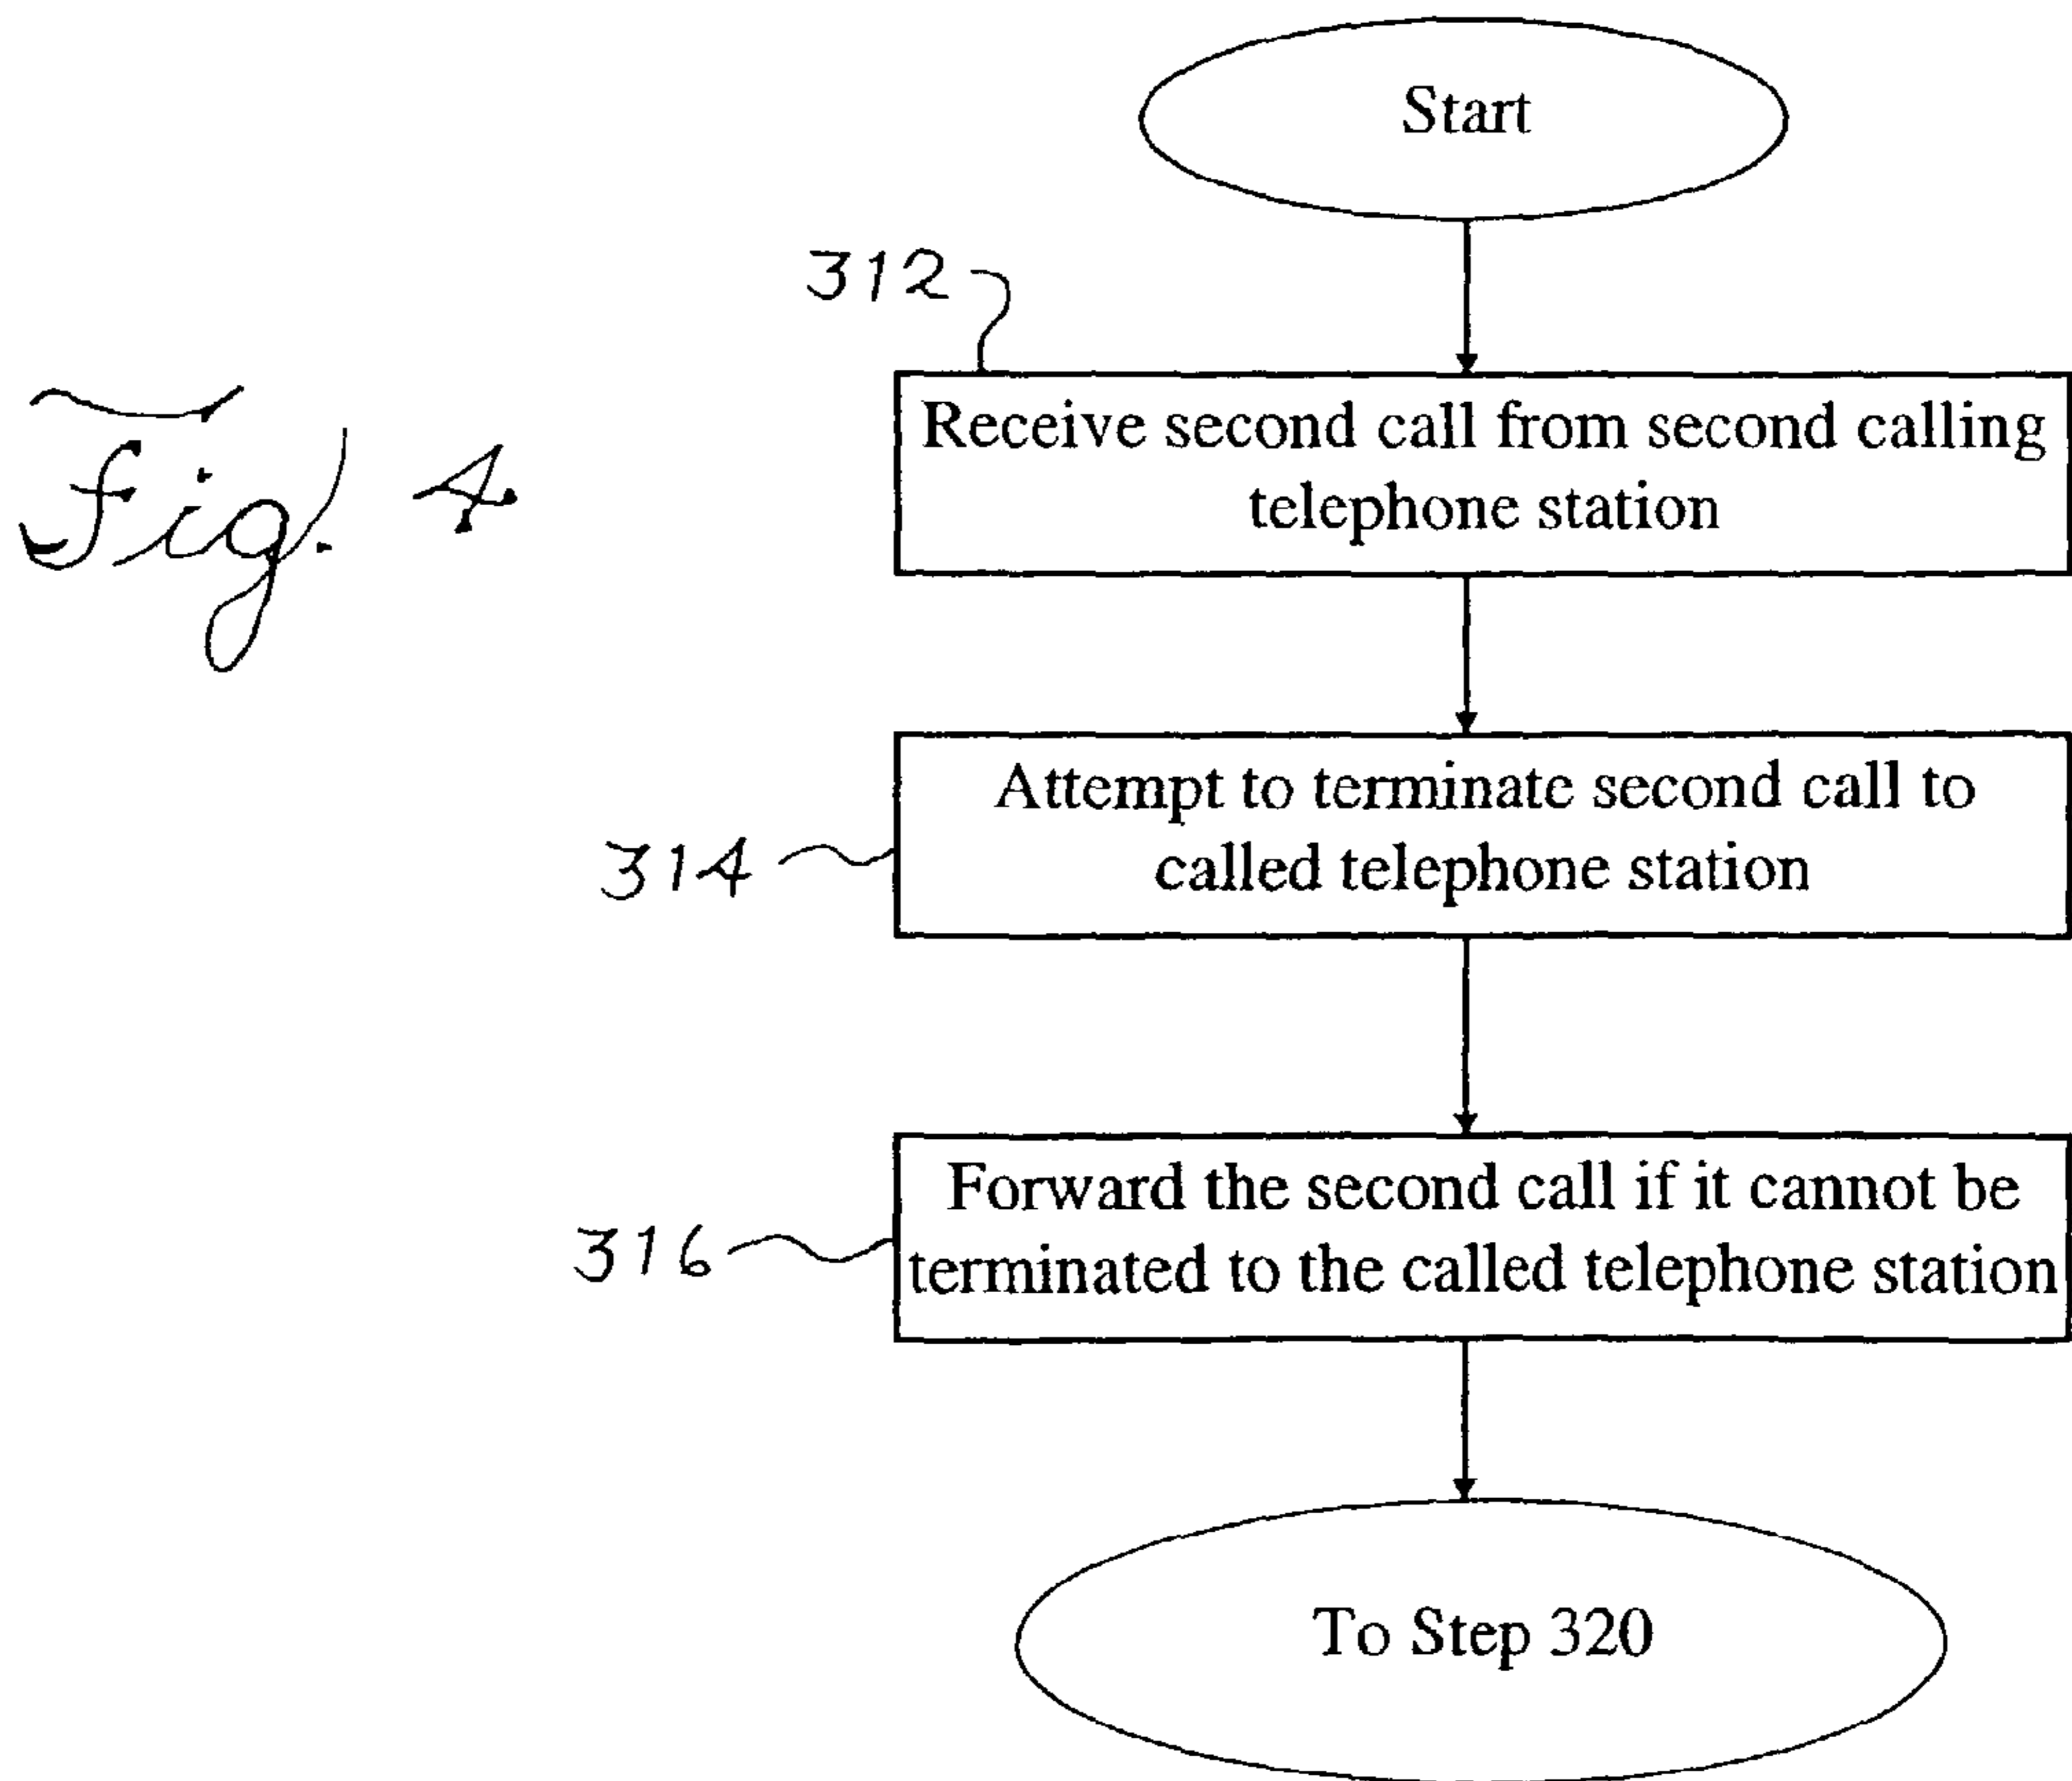 Start
312
Receive second call from second calling
telephone station
Fig. 4.
Attempt to terminate second call to
called telephone station
314
Forward the second call if it cannot be
terminated to the called telephone station
316
To Step 320